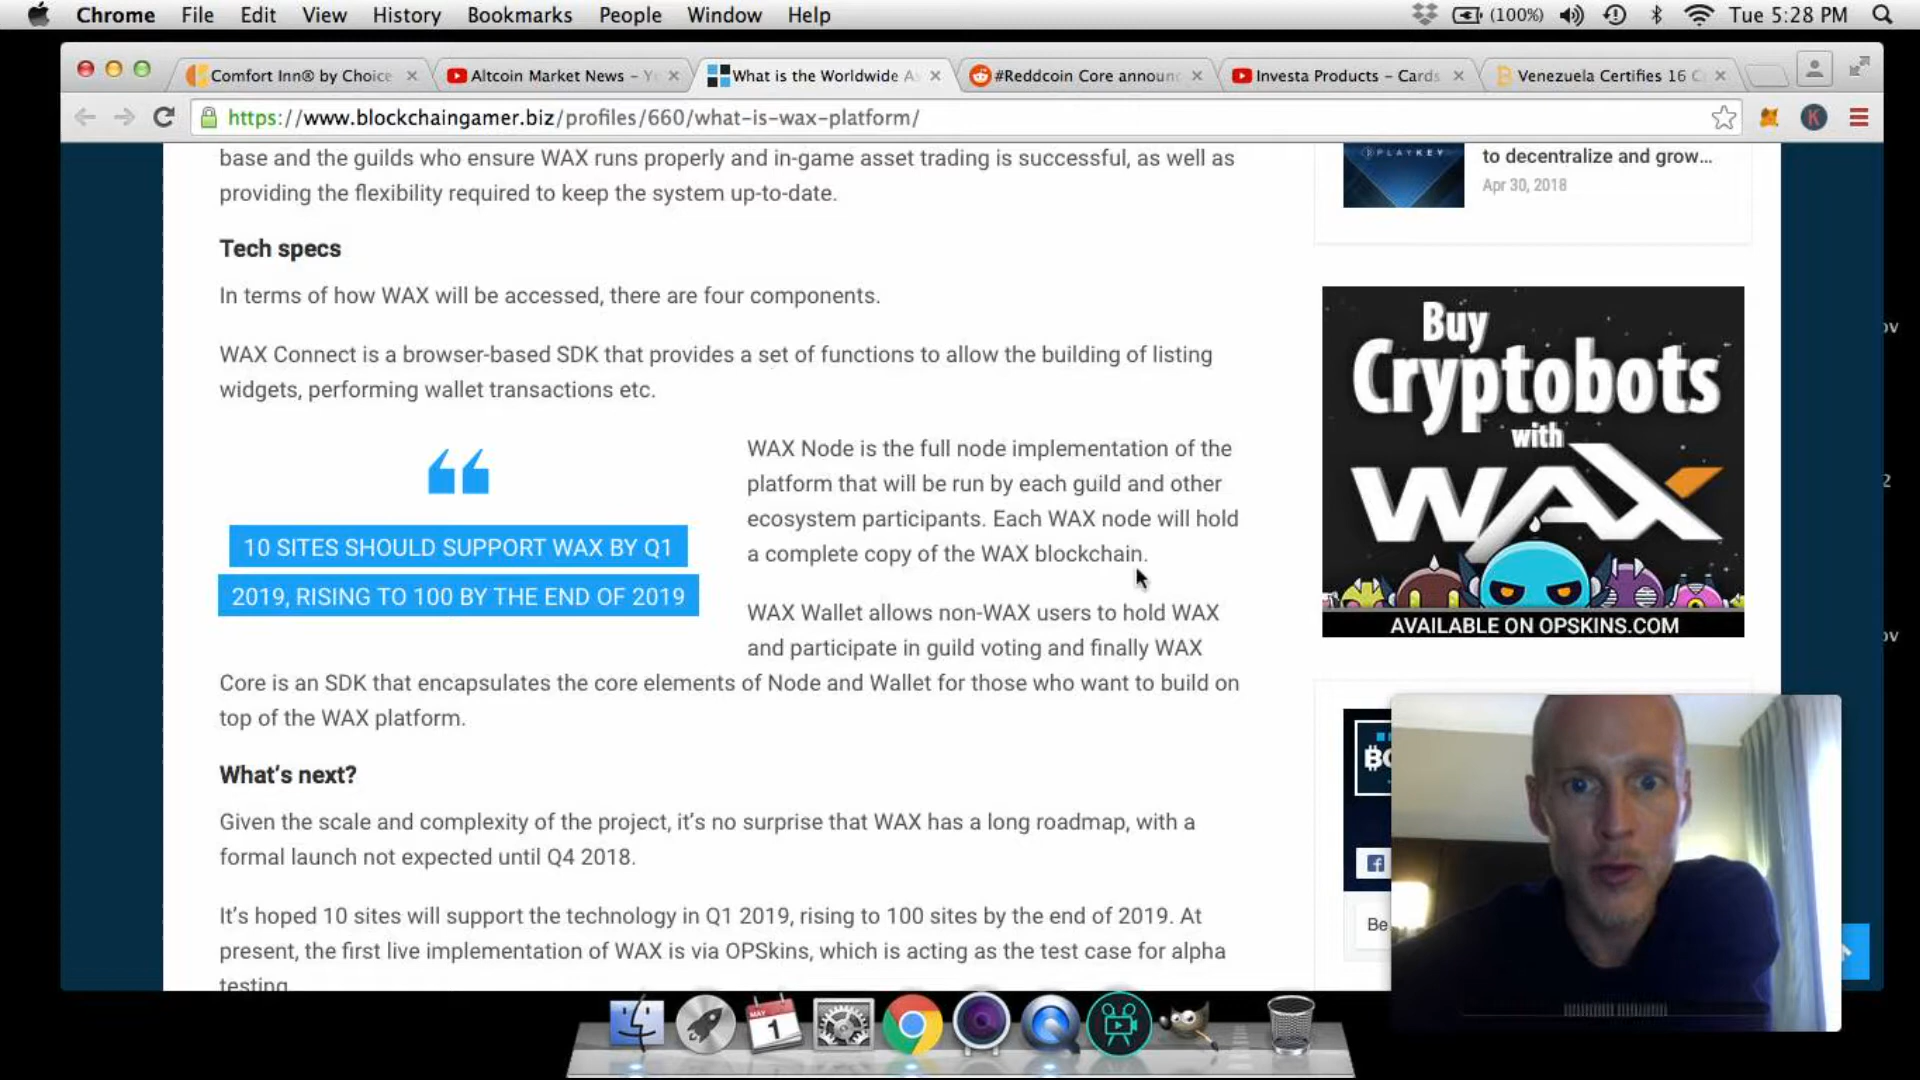 Chrome File Edit View History Bookmarks People Window Help (100%) Tue 5:28 PM
Comfort Inn® by Choice Altcoin Market News – Y What is the Worldwide A #Reddcoin Core announ Investa Products – Cards Venezuela Certifies 16 C
https://www.blockchaingamer.biz/profiles/660/what-is-wax-platform/ K
base and the guilds who ensure WAX runs properly and in-game asset trading is successful, as well as
providing the flexibility required to keep the system up-to-date.
Tech specs
In terms of how WAX will be accessed, there are four components.
WAX Connect is a browser-based SDK that provides a set of functions to allow the building of listing
widgets, performing wallet transactions etc.
“
10 SITES SHOULD SUPPORT WAX BY Q1
2019, RISING TO 100 BY THE END OF 2019
WAX Node is the full node implementation of the
platform that will be run by each guild and other
ecosystem participants. Each WAX node will hold
a complete copy of the WAX blockchain.
WAX Wallet allows non-WAX users to hold WAX
and participate in guild voting and finally WAX
Core is an SDK that encapsulates the core elements of Node and Wallet for those who want to build on
top of the WAX platform.
What's next?
Given the scale and complexity of the project, it's no surprise that WAX has a long roadmap, with a
formal launch not expected until Q4 2018.
It's hoped 10 sites will support the technology in Q1 2019, rising to 100 sites by the end of 2019. At
present, the first live implementation of WAX is via OPSkins, which is acting as the test case for alpha
testing
PLAYKEY
to decentralize and grow...
Apr 30, 2018
Buy
Cryptobots
with
WAX
AVAILABLE ON OPSKINS.COM
Be
ov
2
ov
MAY
1